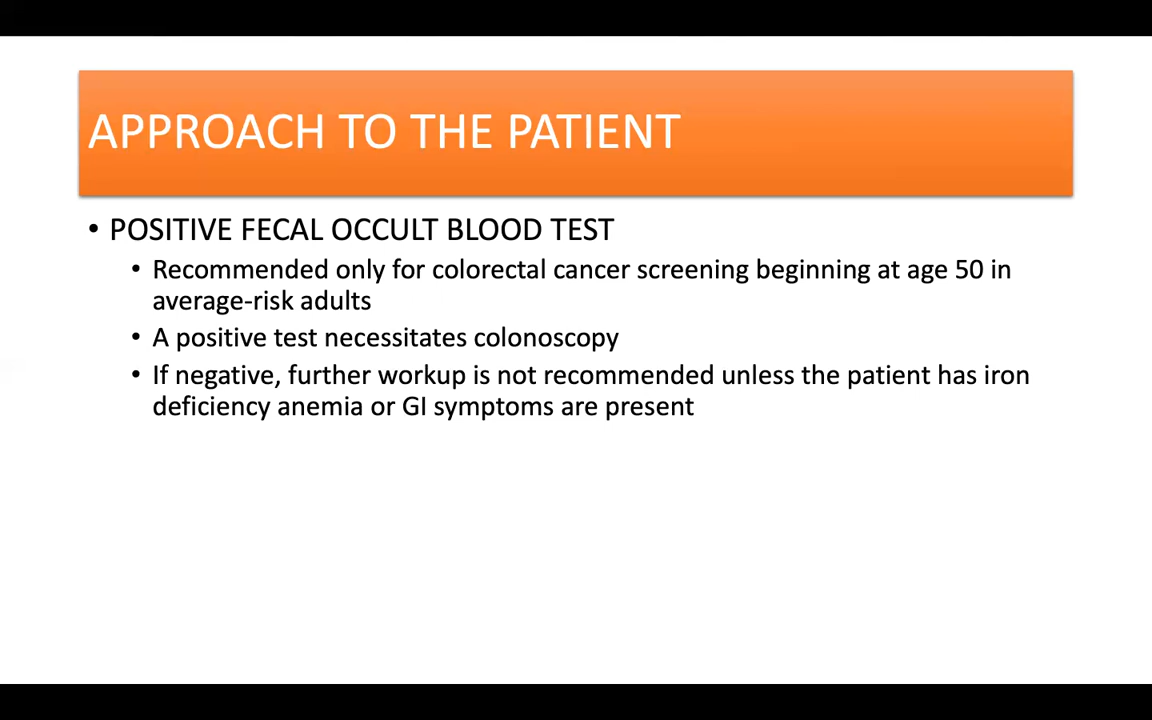 APPROACH TO THE PATIENT
• POSITIVE FECAL OCCULT BLOOD TEST
• Recommended only for colorectal cancer screening beginning at age 50 in
average-risk adults
• A positive test necessitates colonoscopy
• If negative, further workup is not recommended unless the patient has iron
deficiency anemia or GI symptoms are present